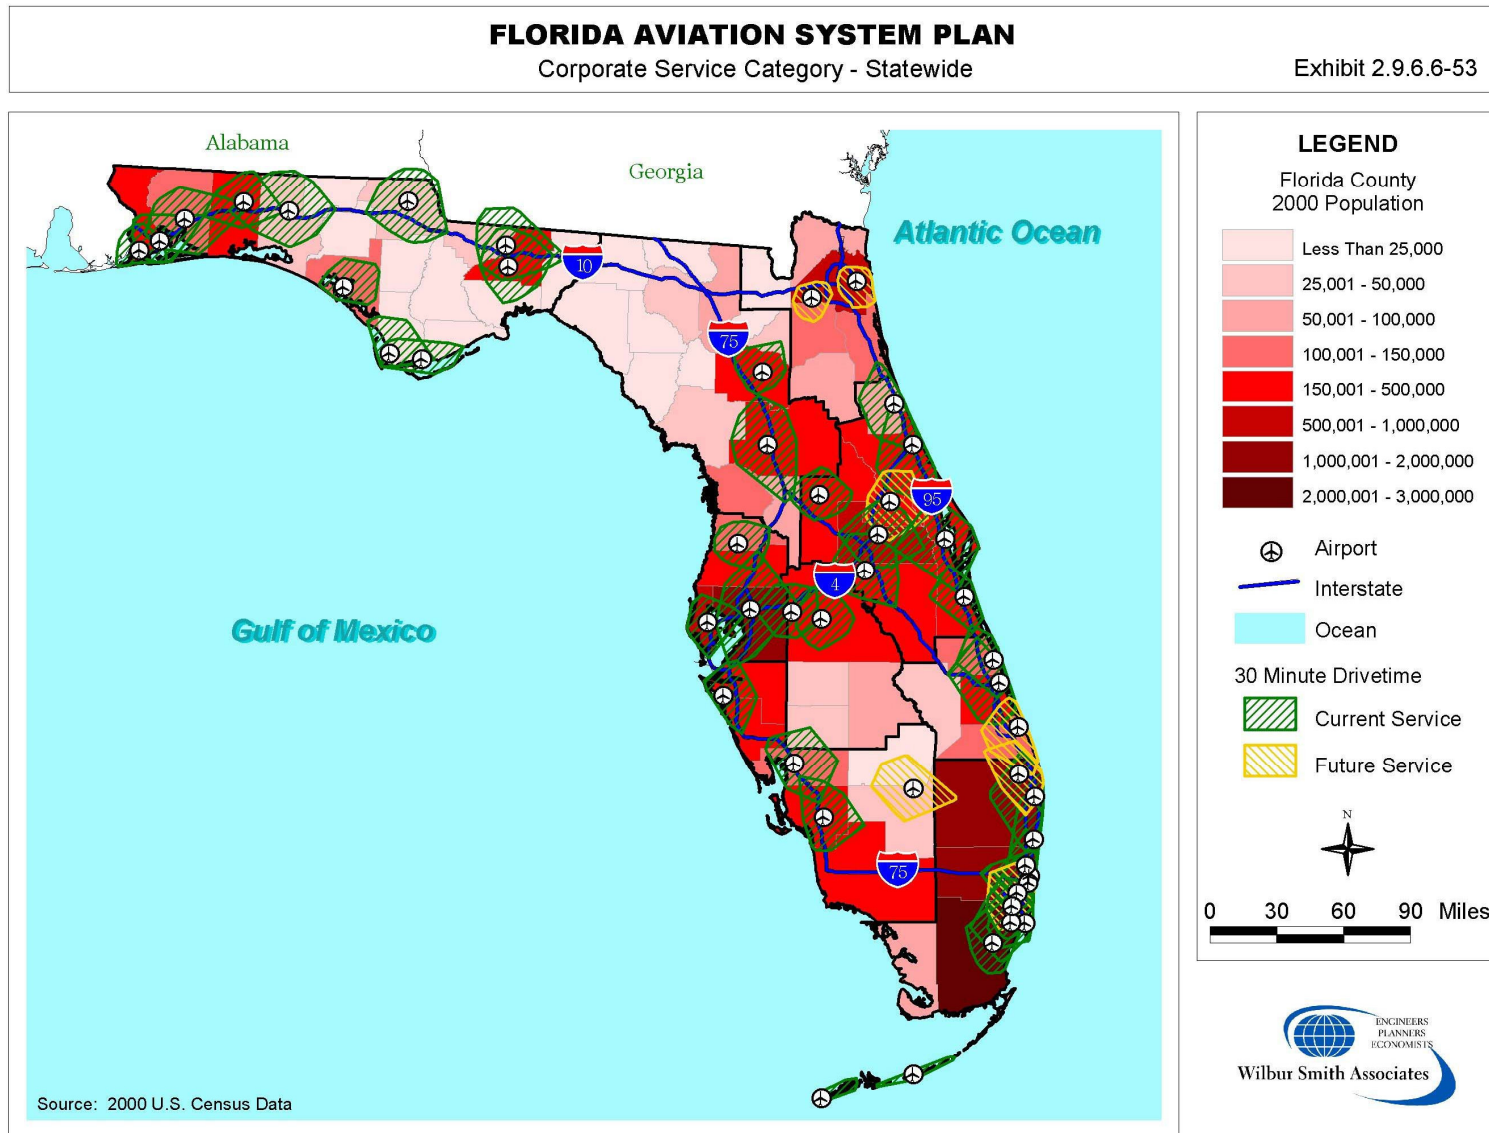 FLORIDA AVIATION SYSTEM PLAN
Corporate Service Category - Statewide
Exhibit 2.9.6.6-53
Alabama
Georgia
Atlantic Ocean
10
75
95
4
Gulf of Mexico
75
Source: 2000 U.S. Census Data
LEGEND
Florida County
2000 Population
Less Than 25,000
25,001 - 50,000
50,001 - 100,000
100,001 - 150,000
150,001 - 500,000
500,001 - 1,000,000
1,000,001 - 2,000,000
2,000,001 - 3,000,000
Airport
Interstate
Ocean
30 Minute Drivetime
Current Service
Future Service
N
0 30 60 90 Miles
ENGINEERS
PLANNERS
ECONOMISTS
Wilbur Smith Associates